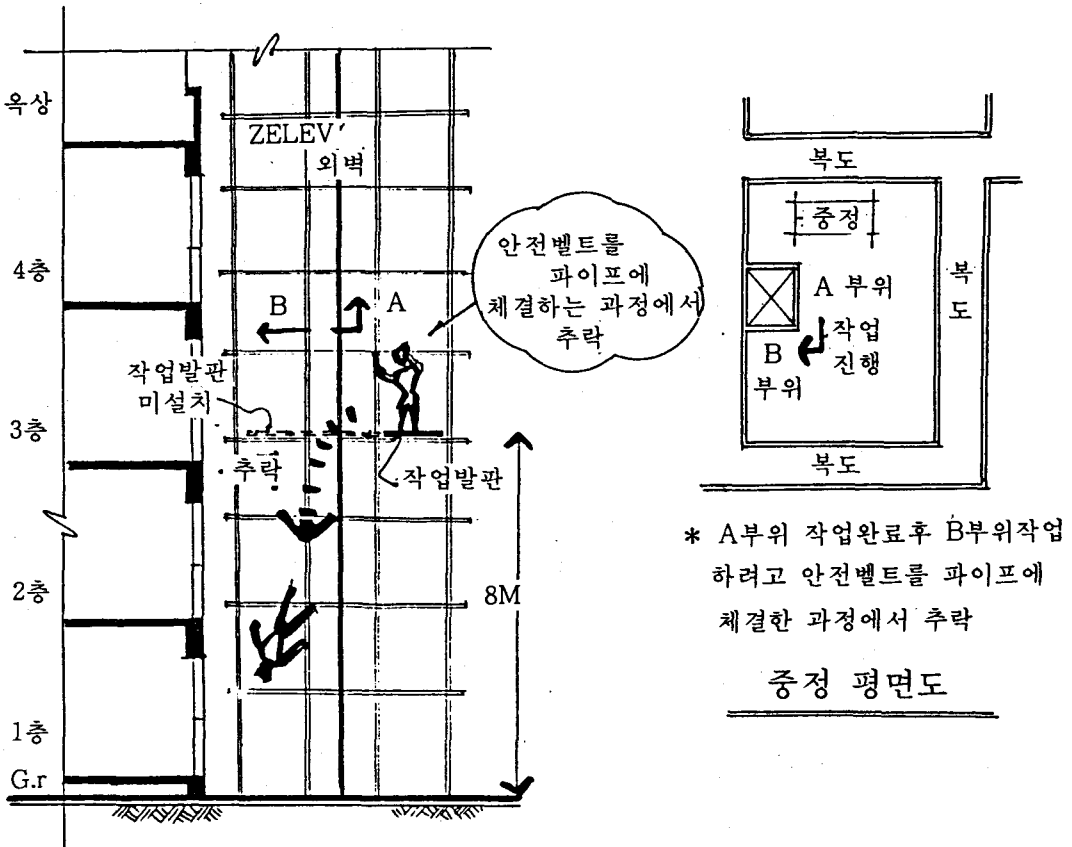 옥상
4층
3층
2층
1층
G.r
ZELEV'
외벽
B
A
안전벨트를
파이프에
체결하는 과정에서
추락
작업발판
미설치
추락
작업발판
8M
복도
중정
복
도
A 부위
작업
진행
B
부위
복도
* A부위 작업완료후 B부위작업
하려고 안전벨트를 파이프에
체결한 과정에서 추락
중정 평면도